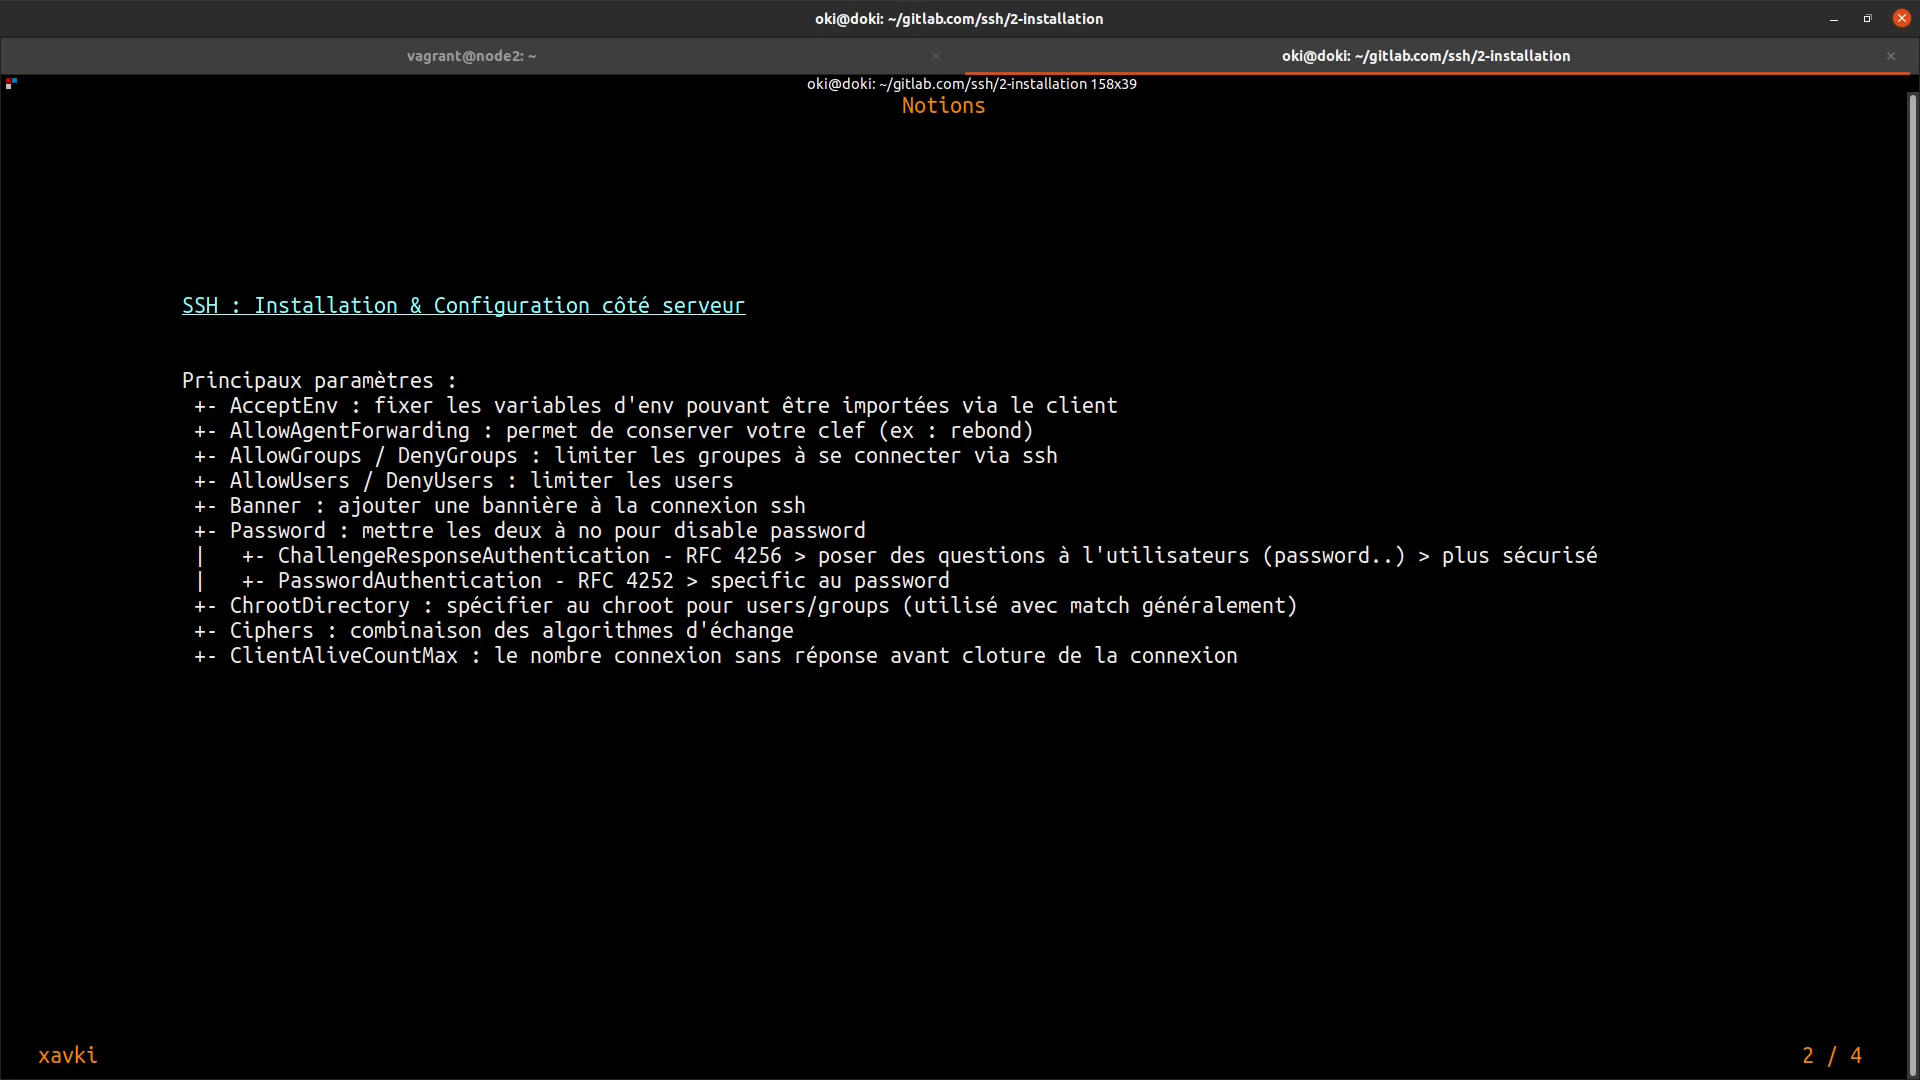 oki@doki: ~/gitlab.com/ssh/2-installation
vagrant@node2: ~
oki@doki: ~/gitlab.com/ssh/2-installation
oki@doki: ~/gitlab.com/ssh/2-installation 158x39
Notions
SSH : Installation & Configuration côté serveur
Principaux paramètres :
+- AcceptEnv : fixer les variables d'env pouvant être importées via le client
+- AllowAgentForwarding : permet de conserver votre clef (ex : rebond)
+- AllowGroups / DenyGroups : limiter les groupes à se connecter via ssh
+- AllowUsers / DenyUsers : limiter les users
+- Banner : ajouter une bannière à la connexion ssh
+- Password : mettre les deux à no pour disable password
|   +- ChallengeResponseAuthentication - RFC 4256 > poser des questions à l'utilisateurs (password..) > plus sécurisé
|   +- PasswordAuthentication - RFC 4252 > specific au password
+- ChrootDirectory : spécifier au chroot pour users/groups (utilisé avec match généralement)
+- Ciphers : combinaison des algorithmes d'échange
+- ClientAliveCountMax : le nombre connexion sans réponse avant cloture de la connexion
xavki
2 / 4